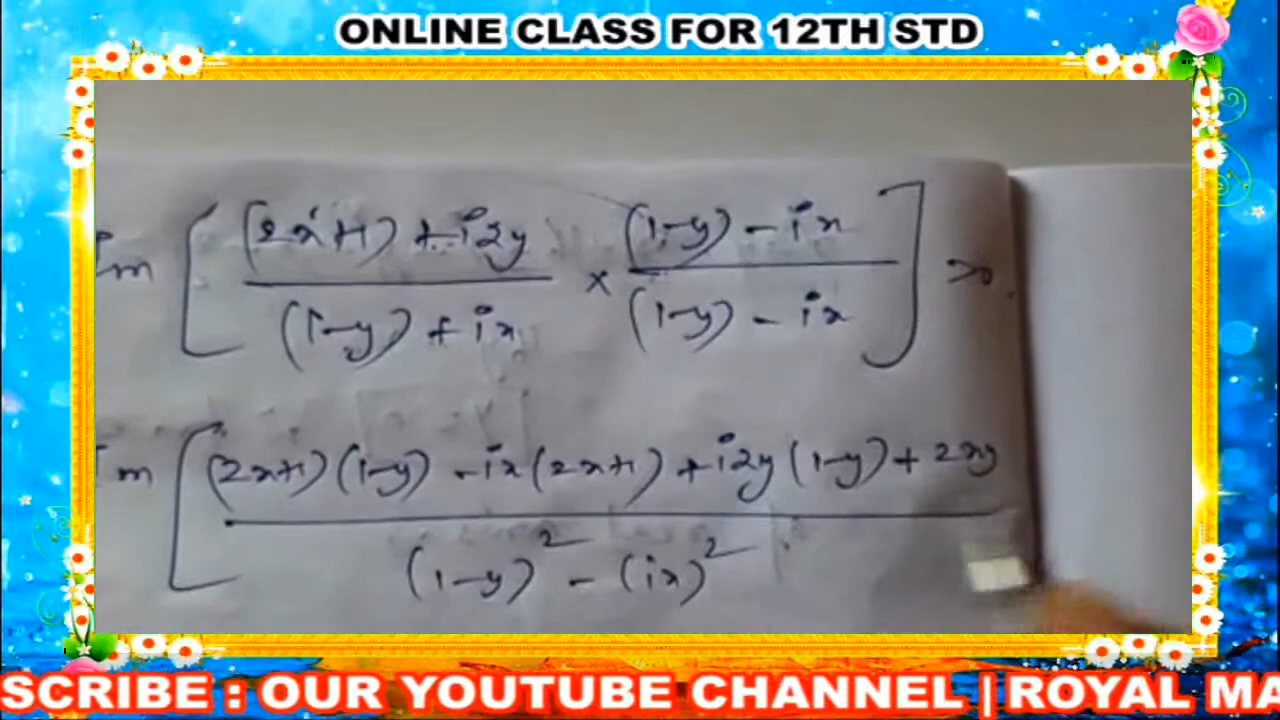 ONLINE CLASS FOR 12TH STD
Im [ (2x+1) + i2y / (1-y) + ix × (1-y) - ix / (1-y) - ix ] >0.
Im [ (2x+1)(1-y) - ix(2x+1) + i2y(1-y) + 2xy
(1-y)² - (ix)²
SCRIBE : OUR YOUTUBE CHANNEL | ROYAL MA